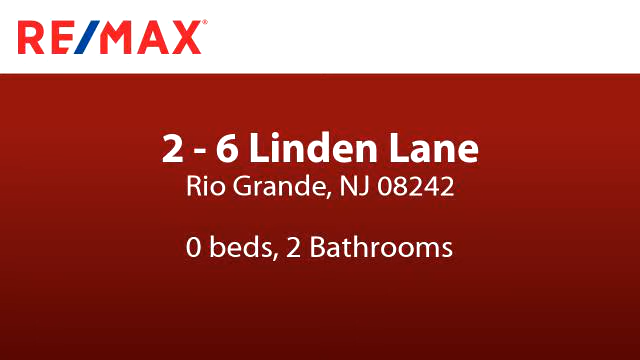 RE/MAX®
2 - 6 Linden Lane
Rio Grande, NJ 08242
0 beds, 2 Bathrooms